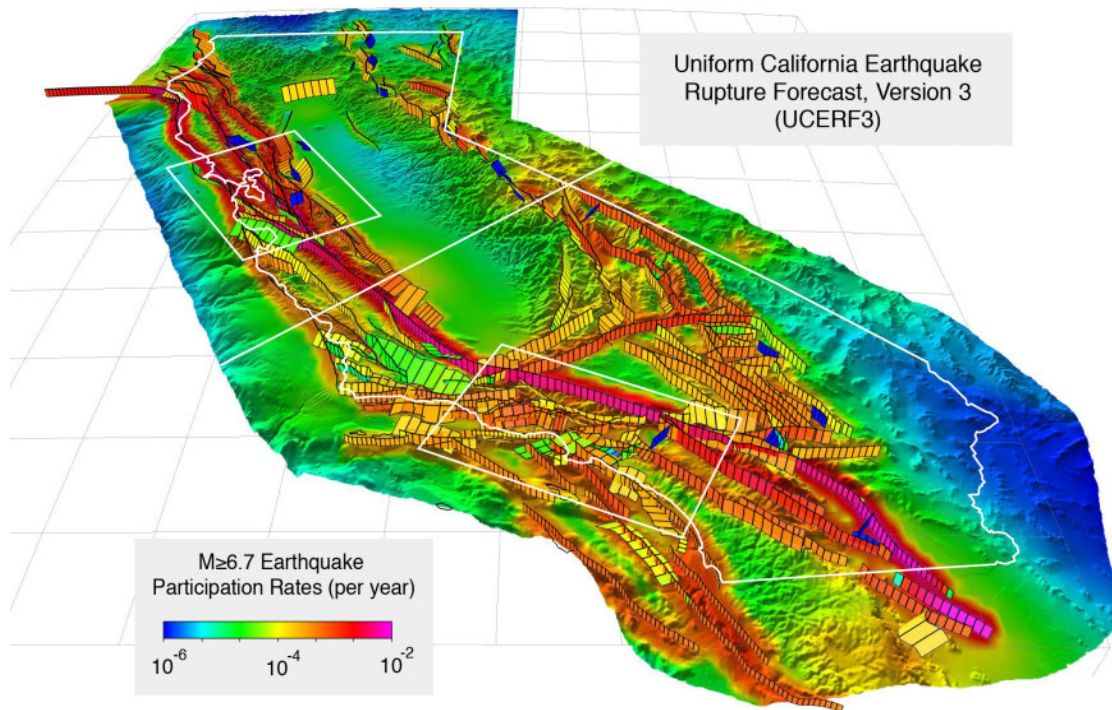 Uniform California Earthquake
Rupture Forecast, Version 3
(UCERF3)
M≥6.7 Earthquake
Participation Rates (per year)
10⁻⁶ 10⁻⁴ 10⁻²